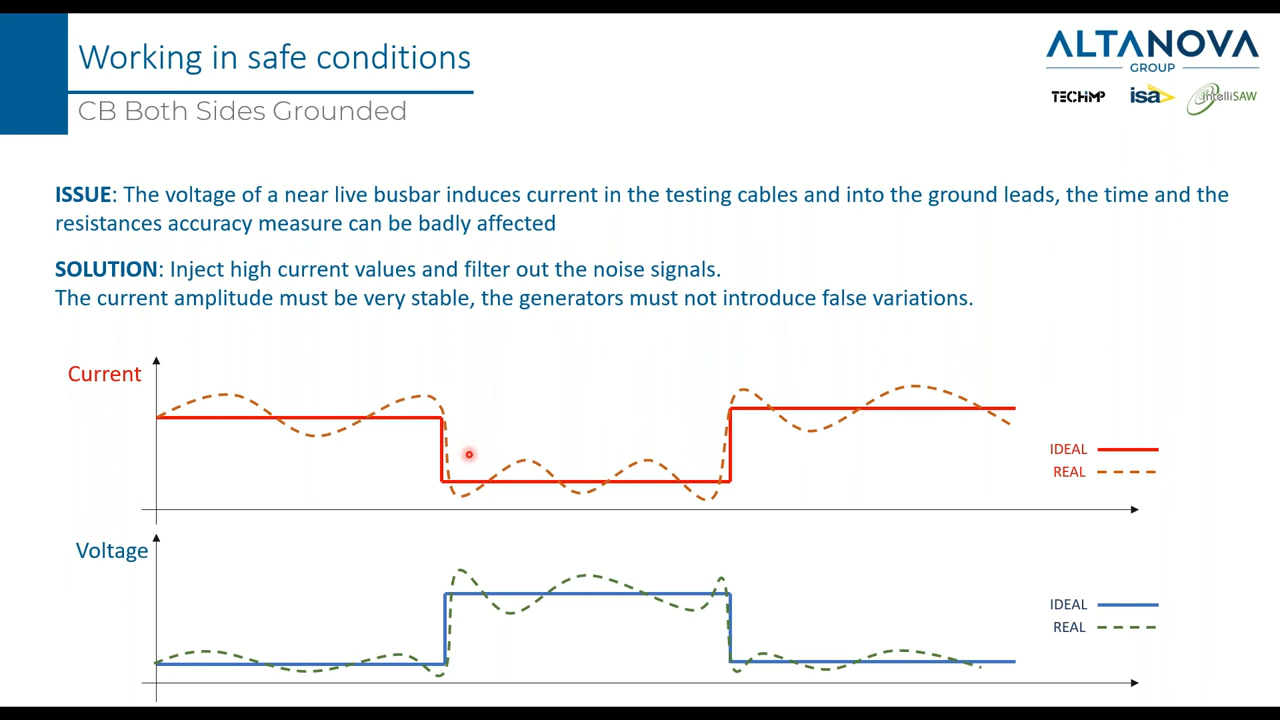 Working in safe conditions
CB Both Sides Grounded
ALTANOVA
GROUP
TECHIMP
isa
intelliSAW
ISSUE: The voltage of a near live busbar induces current in the testing cables and into the ground leads, the time and the
resistances accuracy measure can be badly affected
SOLUTION: Inject high current values and filter out the noise signals.
The current amplitude must be very stable, the generators must not introduce false variations.
Current
IDEAL
REAL
Voltage
IDEAL
REAL